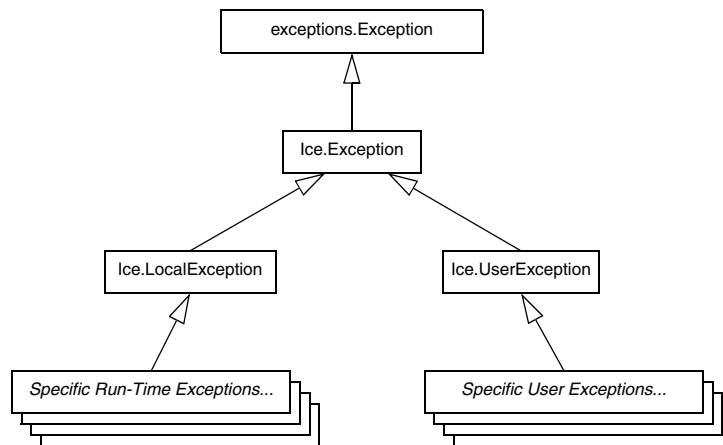 exceptions.Exception
Ice.Exception
Ice.LocalException
Ice.UserException
Specific Run-Time Exceptions...
Specific User Exceptions...